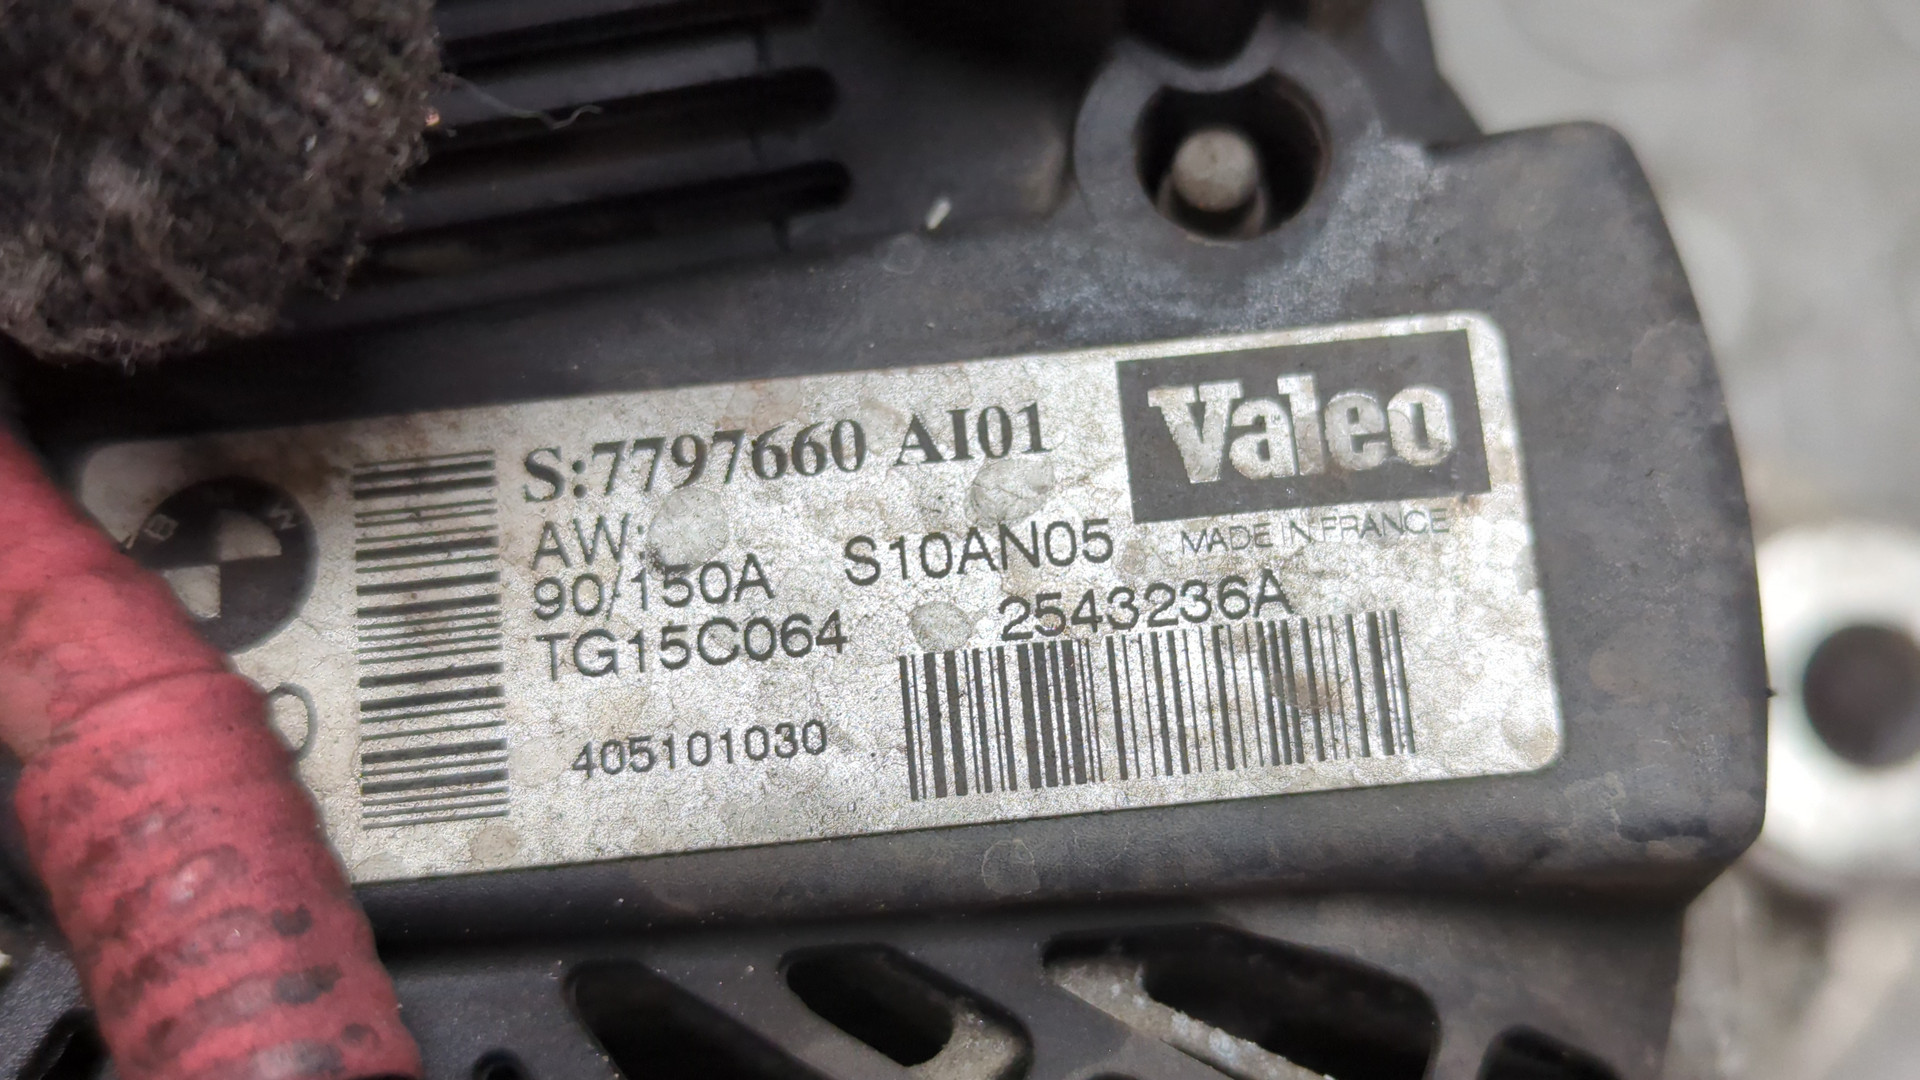 S:7797660 AI01
Valeo
AW:
S10AN05
MADE IN FRANCE
90/150A
2543236A
TG15C064
405101030